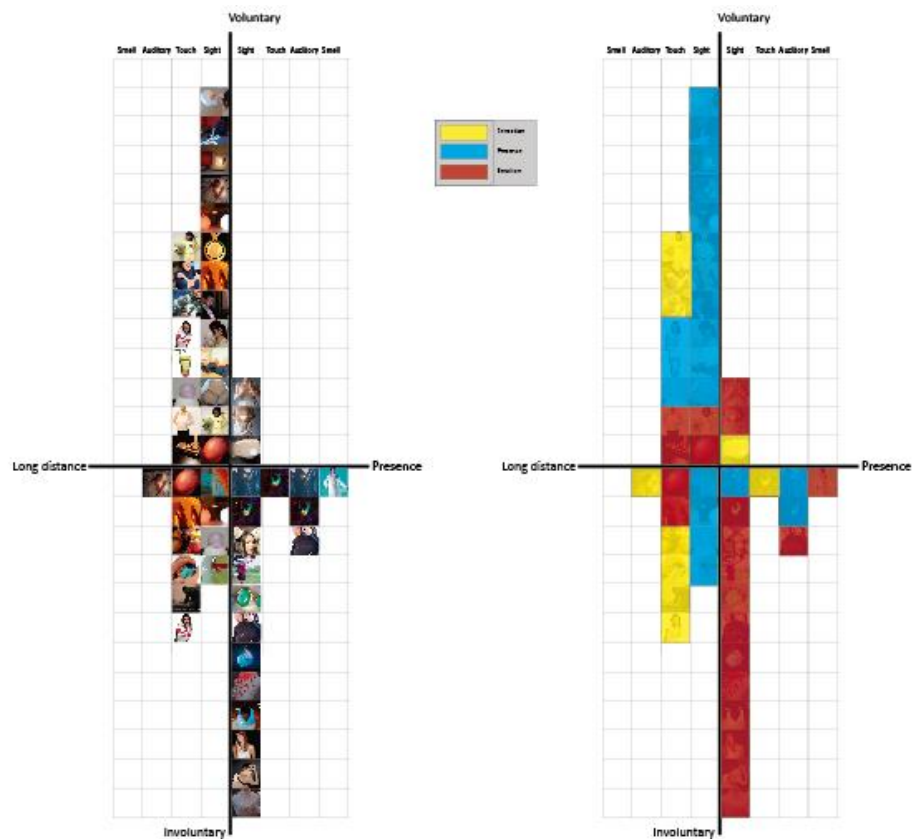 Voluntary Voluntary
Smell Auditory Touch Sight Sight Touch Auditory Smell Smell Auditory Touch Sight Sight Touch Auditory Smell
Presence
Long distance Presence Long distance Presence
Involuntary Involuntary